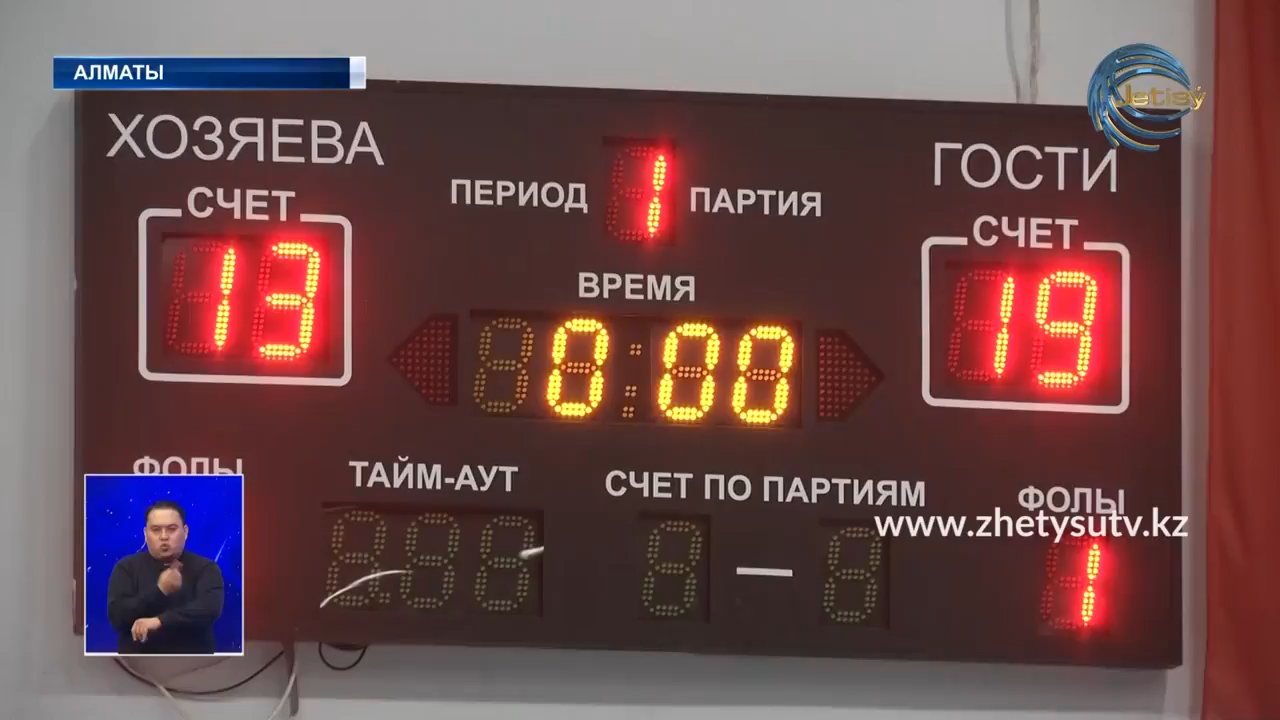 АЛМАТЫ
Jetisý
ХОЗЯЕВА
ГОСТИ
СЧЕТ
ПЕРИОД 1 ПАРТИЯ
СЧЕТ
13
ВРЕМЯ
19
0:00
ФОЛЫ
ТАЙМ-АУТ
СЧЕТ ПО ПАРТИЯМ
ФОЛЫ
www.zhetysutv.kz
—
1